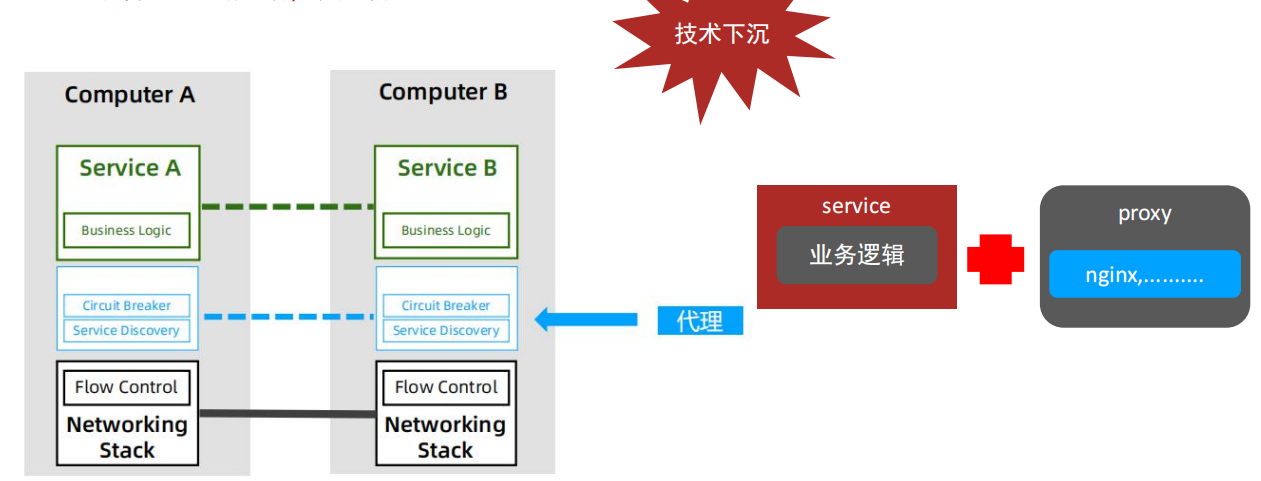 技术下沉
Computer A
Computer B
Service A
Business Logic
Circuit Breaker
Service Discovery
Flow Control
Networking
Stack
Service B
Business Logic
Circuit Breaker
Service Discovery
Flow Control
Networking
Stack
代理
service
业务逻辑
proxy
nginx,..........